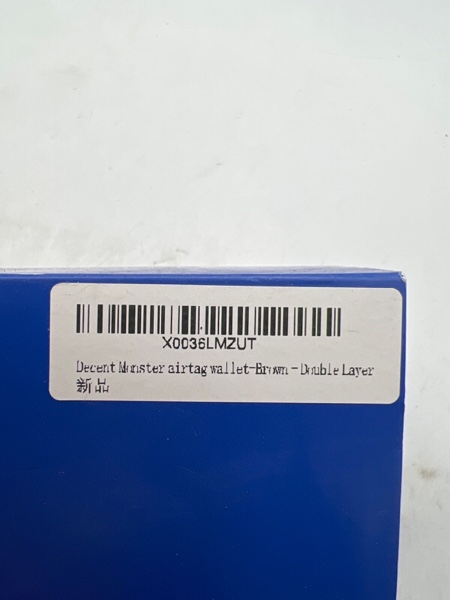 X0036LMZUT
Decent Monster airtag wallet-Brown - Double Layer
新品